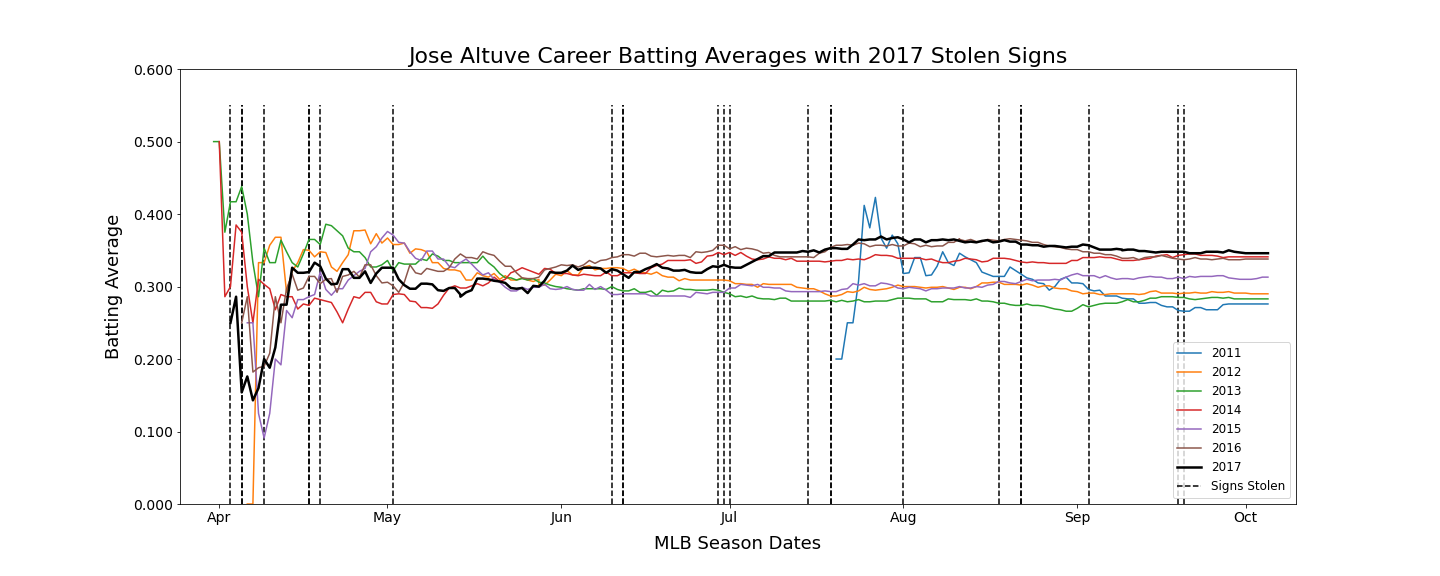 Jose Altuve Career Batting Averages with 2017 Stolen Signs
0.600
0.500
0.400
0.300
0.200
0.100
0.000
Batting Average
Apr May Jun Jul Aug Sep Oct
MLB Season Dates
2011
2012
2013
2014
2015
2016
2017
Signs Stolen